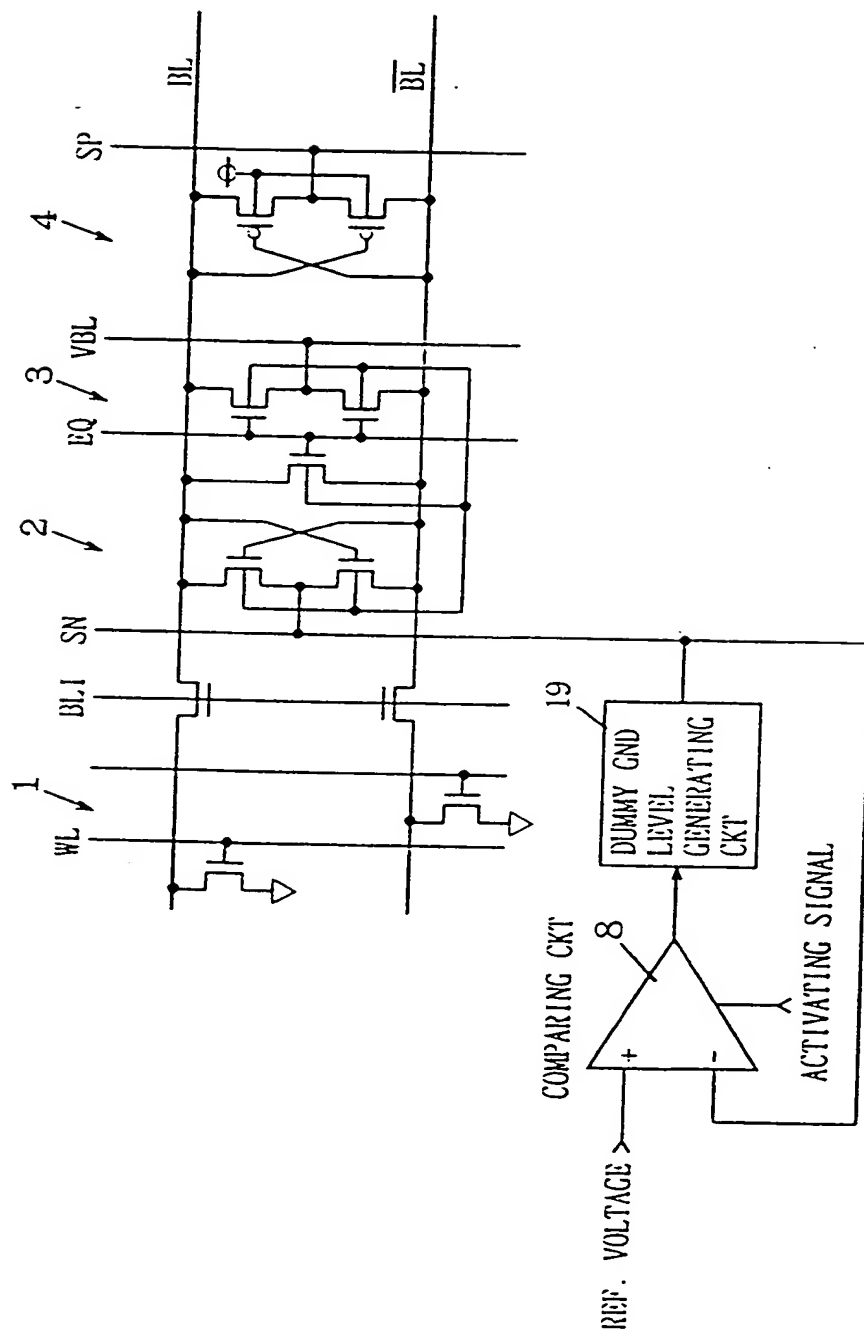 1
2
3
4
WL
BLI
SN
EQ
VBL
SP
BL
BL
19
DUMMY GND
LEVEL
GENERATING
CKT
COMPARING CKT
8
+
-
REF. VOLTAGE
ACTIVATING SIGNAL